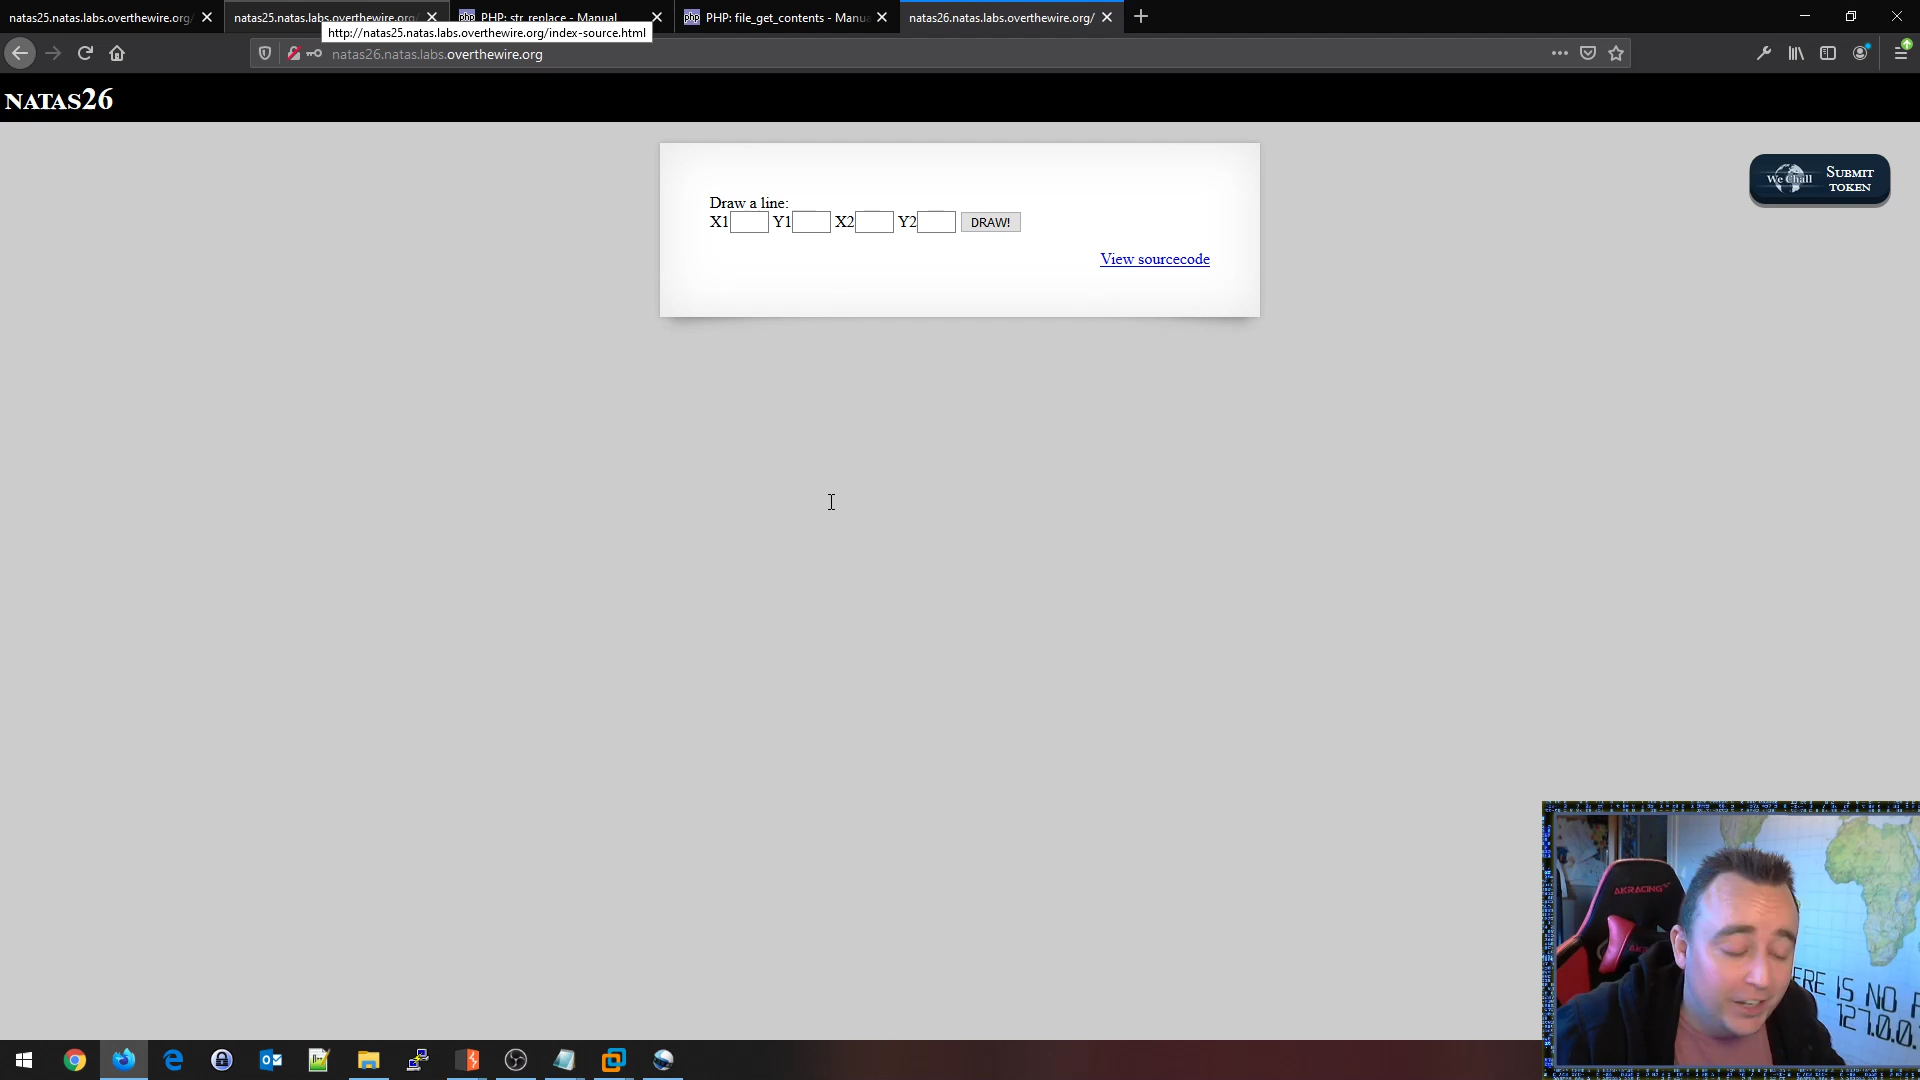 natas25.natas.labs.overthewire.org/
natas25.natas.labs.overthewire.org/
PHP: str_replace - Manual
PHP: file_get_contents - Manua
natas26.natas.labs.overthewire.org/
http://natas25.natas.labs.overthewire.org/index-source.html
natas26.natas.labs.overthewire.org
NATAS26
Draw a line:
X1 Y1 X2 Y2 DRAW!
View sourcecode
We Chall
SUBMIT
TOKEN
AKRACING
ERE IS NO
127.0.0.